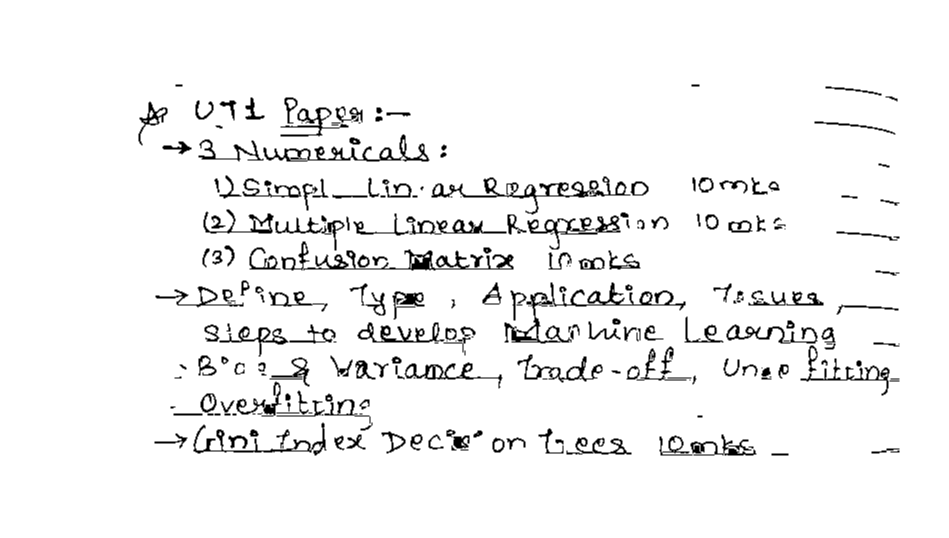 UT1 Paper :-
→ 3 Numericals :
1) Simpl Linear Regression 10 mks
(2) Multiple Linear Regression 10 mks
(3) Confusion Matrix 10 mks
→ Define, Type, Application, Issues,
steps to develop Machine Learning
Bias & Variance, Trade-off, Underfitting
Overfitting
→ Gini Index Decision Trees 10 mks